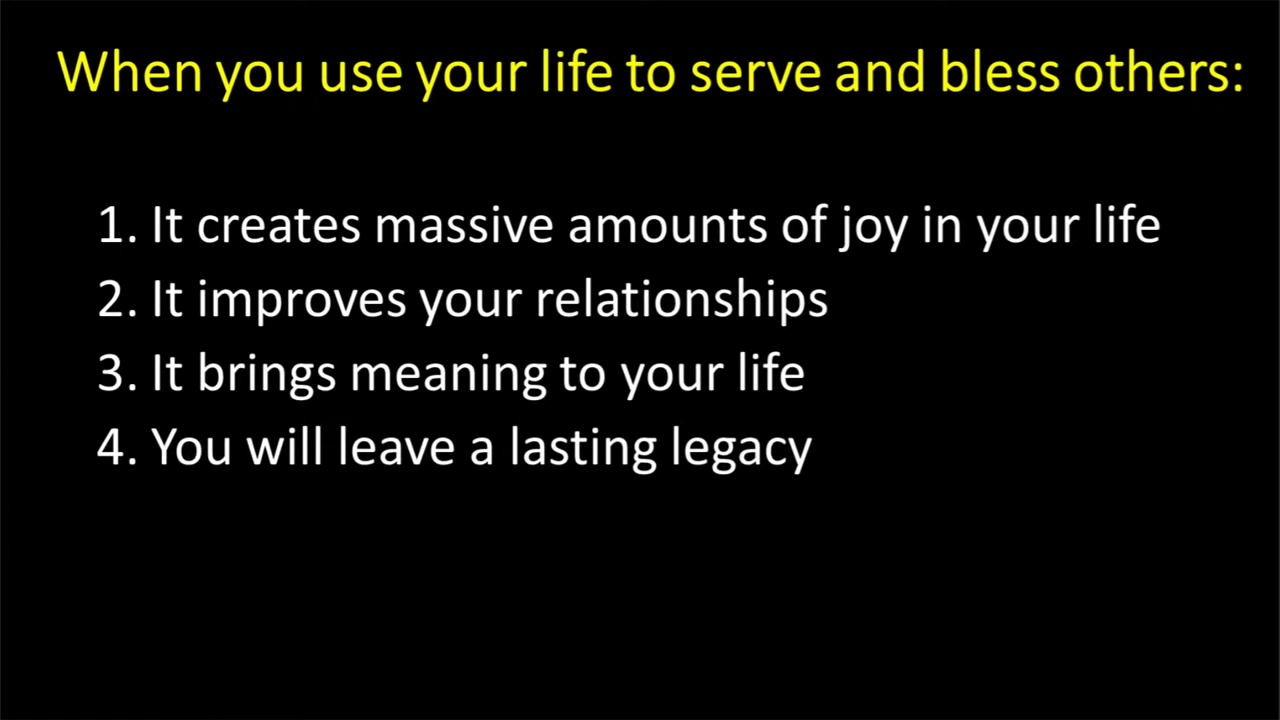 When you use your life to serve and bless others:
1. It creates massive amounts of joy in your life
2. It improves your relationships
3. It brings meaning to your life
4. You will leave a lasting legacy